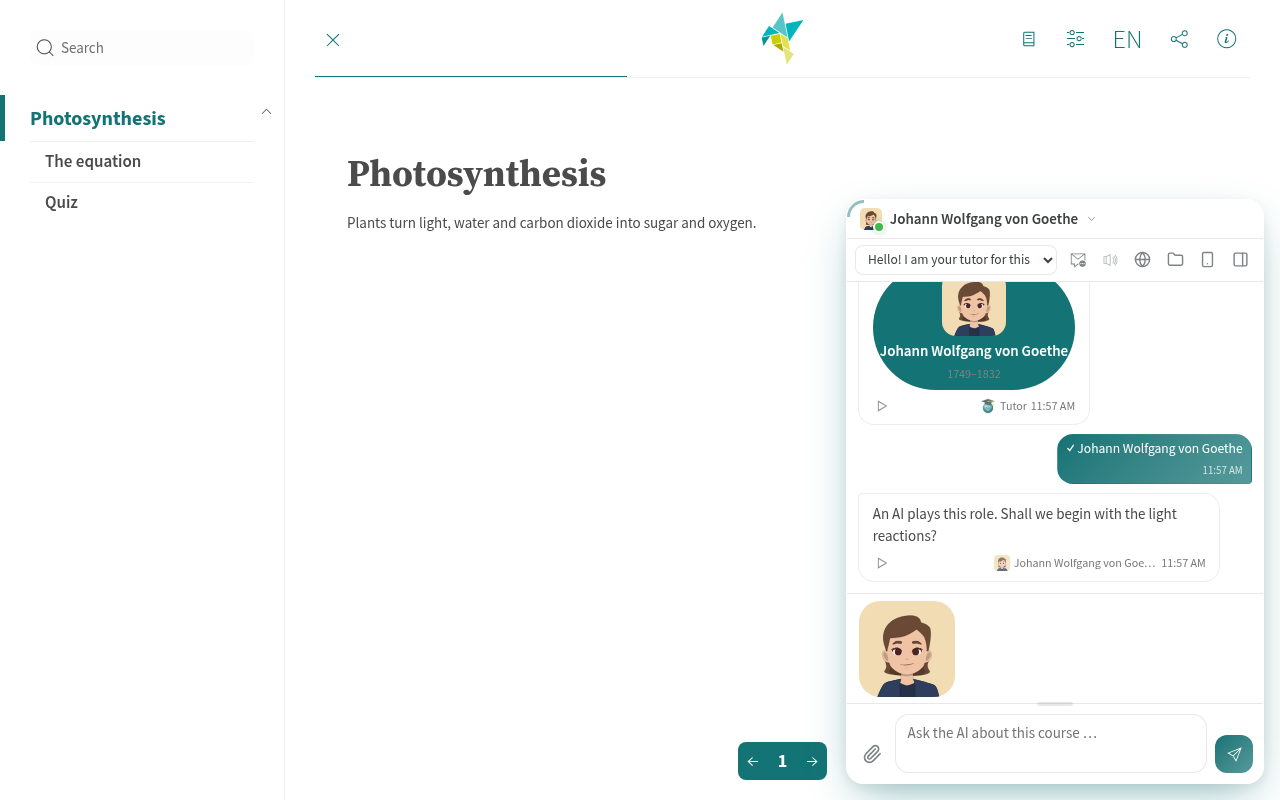 Search
EN
Photosynthesis
The equation
Quiz
Photosynthesis
Plants turn light, water and carbon dioxide into sugar and oxygen.
Johann Wolfgang von Goethe
Hello! I am your tutor for this
Johann Wolfgang von Goethe
1749–1832
Tutor 11:57 AM
✓ Johann Wolfgang von Goethe
11:57 AM
An AI plays this role. Shall we begin with the light
reactions?
Johann Wolfgang von Goe… 11:57 AM
Ask the AI about this course …
← 1 →